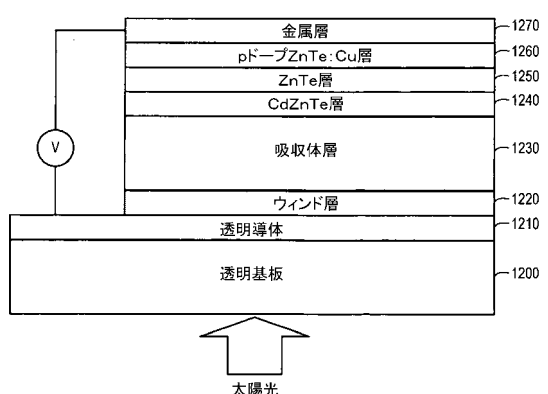 金属層 1270
pドープZnTe:Cu層 1260
ZnTe層 1250
CdZnTe層 1240
吸収体層 1230
V
ウィンド層 1220
透明導体 1210
透明基板 1200
太陽光